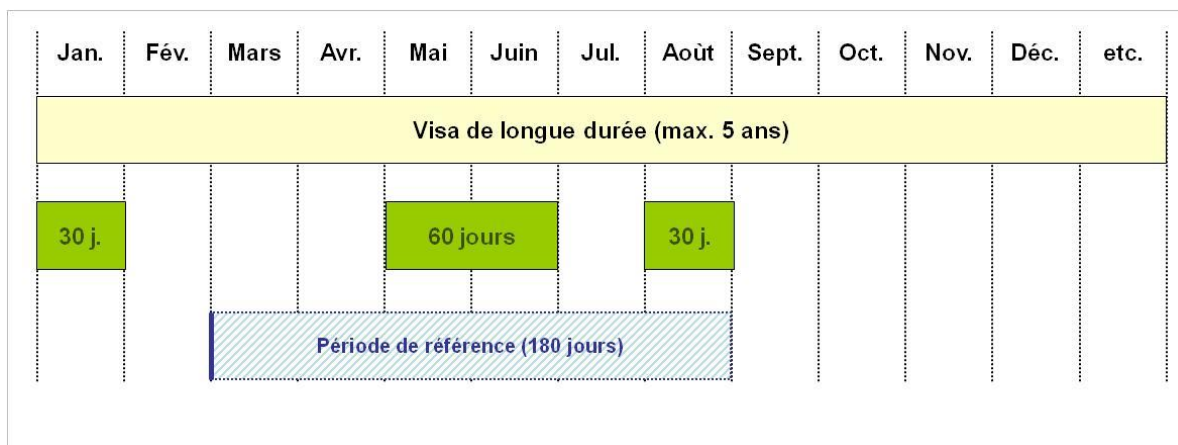 Jan. Fév. Mars Avr. Mai Juin Jul. Aoùt Sept. Oct. Nov. Déc. etc.
Visa de longue durée (max. 5 ans)
30 j. 60 jours 30 j.
Période de référence (180 jours)